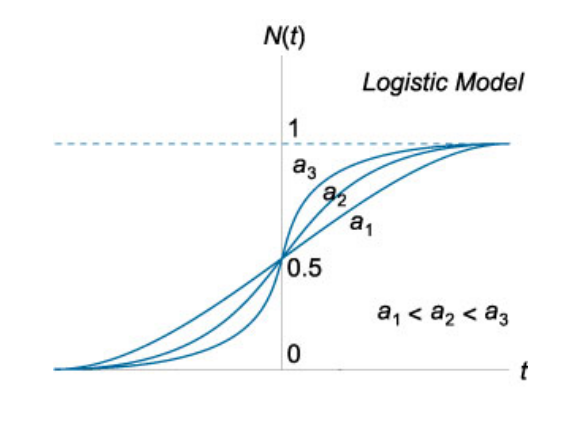 N(t)
Logistic Model
1
a₃
a₂
a₁
0.5
a₁ < a₂ < a₃
0
t